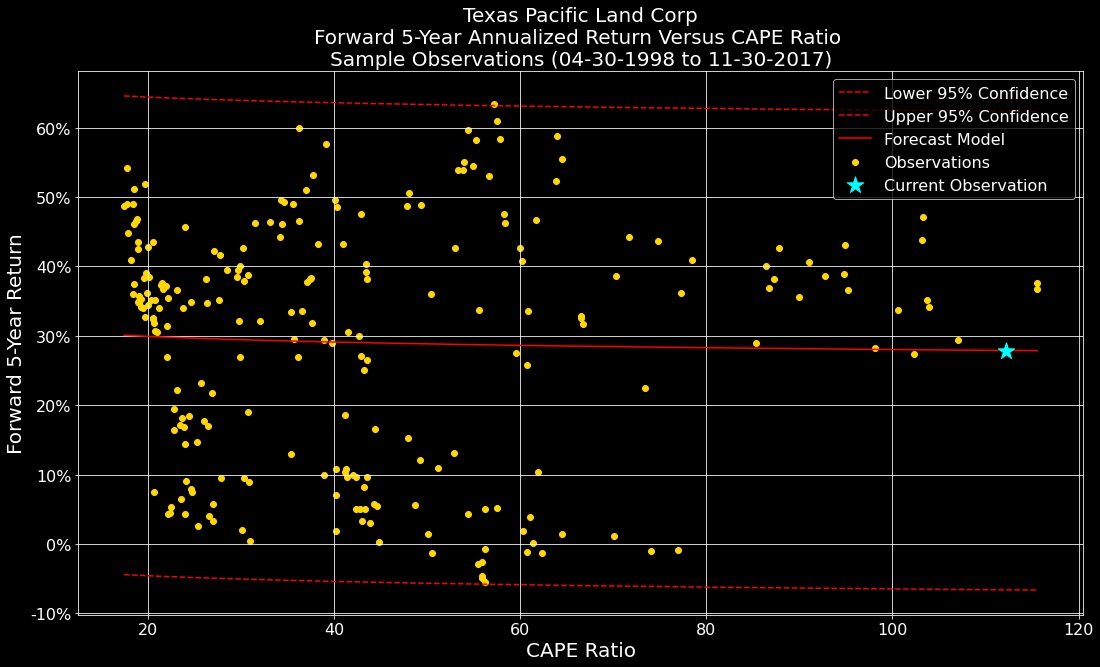 Texas Pacific Land Corp
Forward 5-Year Annualized Return Versus CAPE Ratio
Sample Observations (04-30-1998 to 11-30-2017)
Lower 95% Confidence
Upper 95% Confidence
Forecast Model
Observations
Current Observation
Forward 5-Year Return
60%
50%
40%
30%
20%
10%
0%
-10%
20
40
60
80
100
120
CAPE Ratio